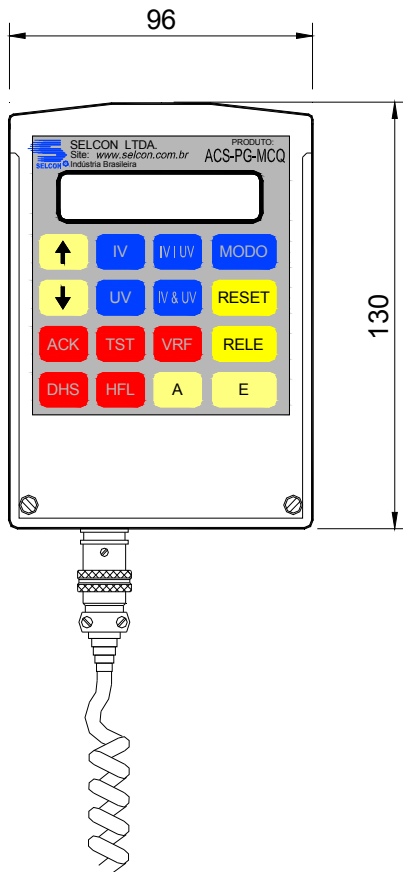 96
SELCON LTDA.
PRODUTO:
Site: www.selcon.com.br
ACS-PG-MCQ
SELCON
Indústria Brasileira
IV
IV I UV
MODO
UV
IV & UV
RESET
130
ACK
TST
VRF
RELE
DHS
HFL
A
E